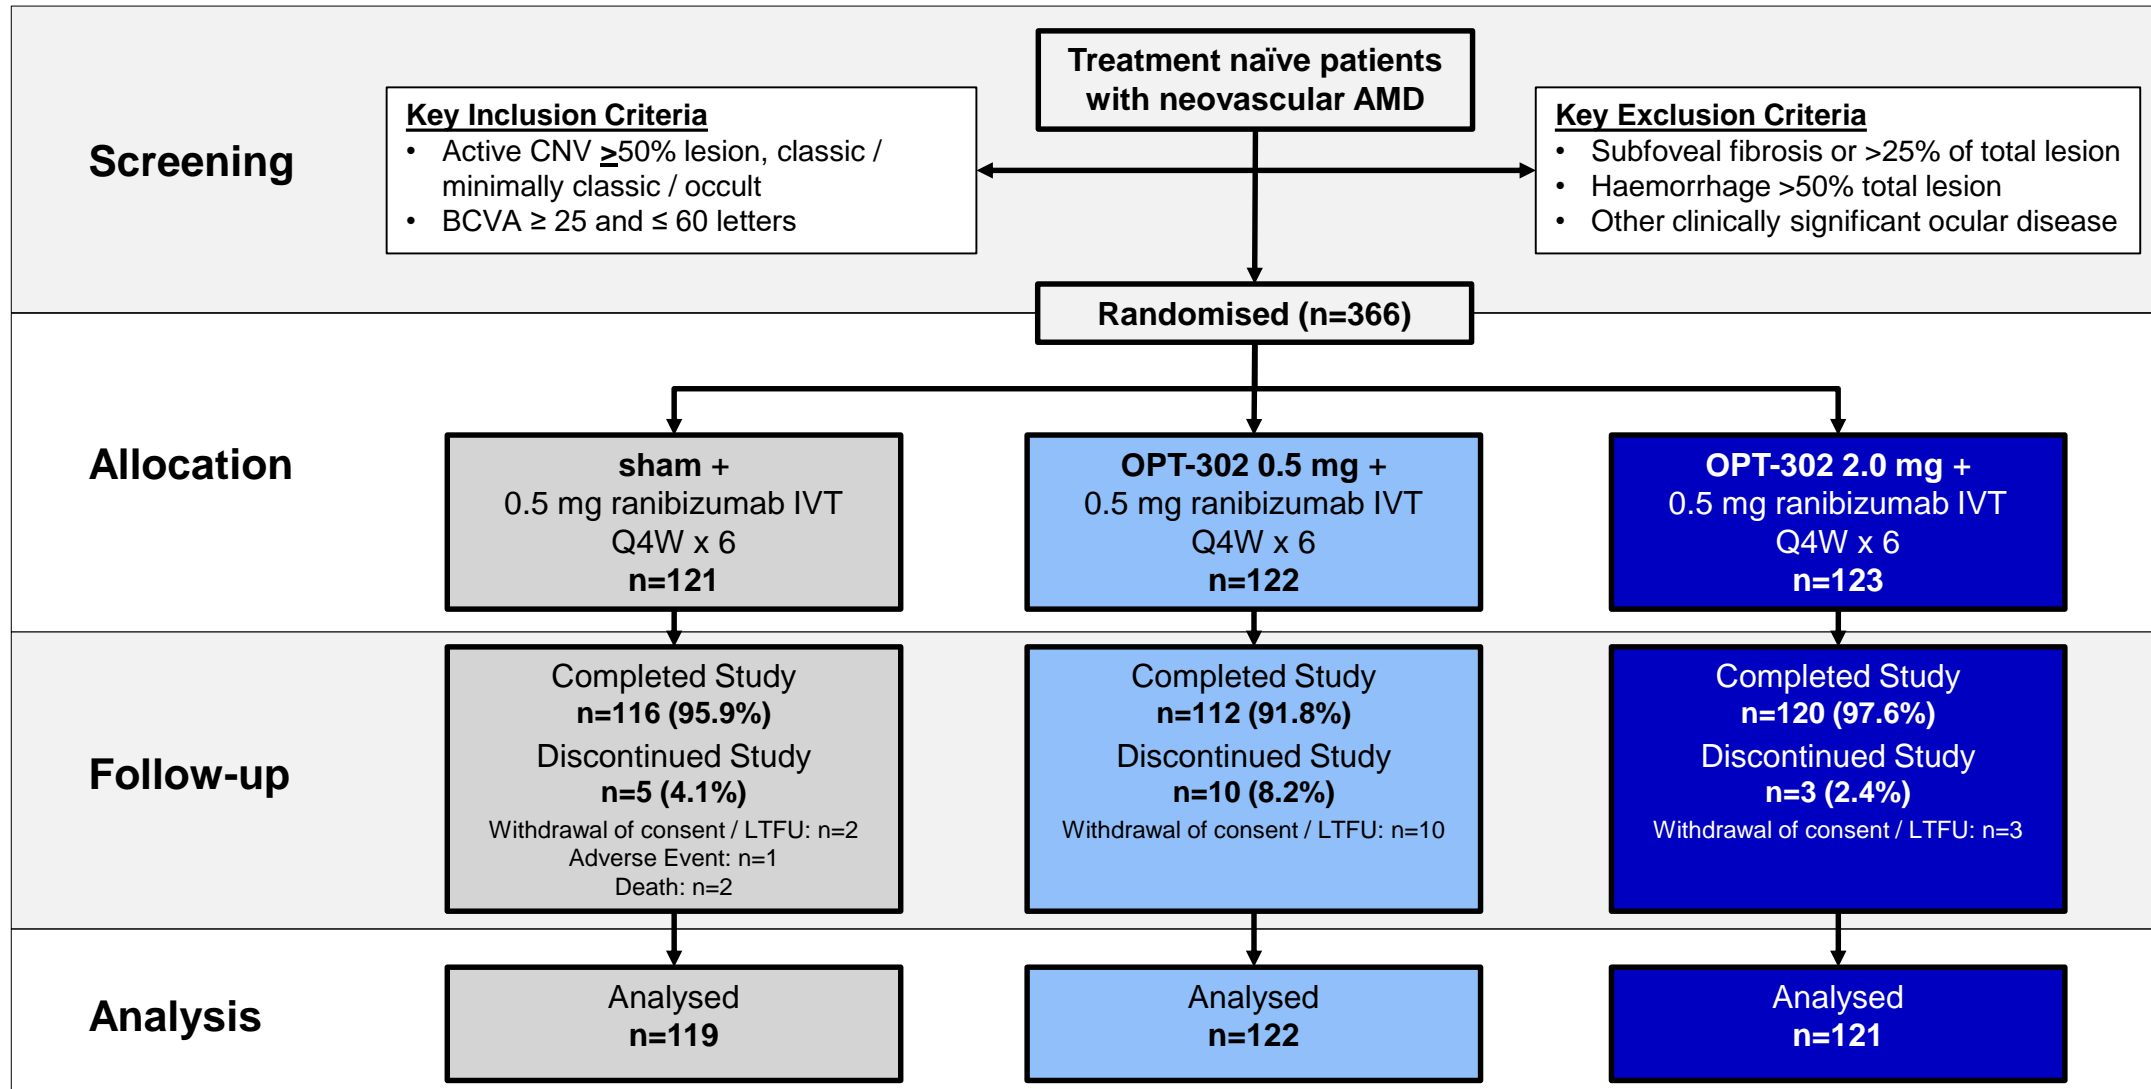 Screening
Treatment naïve patients
with neovascular AMD
Key Inclusion Criteria
• Active CNV ≥50% lesion, classic /
minimally classic / occult
• BCVA ≥ 25 and ≤ 60 letters
Key Exclusion Criteria
• Subfoveal fibrosis or >25% of total lesion
• Haemorrhage >50% total lesion
• Other clinically significant ocular disease
Randomised (n=366)
Allocation
sham +
0.5 mg ranibizumab IVT
Q4W x 6
n=121
OPT-302 0.5 mg +
0.5 mg ranibizumab IVT
Q4W x 6
n=122
OPT-302 2.0 mg +
0.5 mg ranibizumab IVT
Q4W x 6
n=123
Follow-up
Completed Study
n=116 (95.9%)
Discontinued Study
n=5 (4.1%)
Withdrawal of consent / LTFU: n=2
Adverse Event: n=1
Death: n=2
Completed Study
n=112 (91.8%)
Discontinued Study
n=10 (8.2%)
Withdrawal of consent / LTFU: n=10
Completed Study
n=120 (97.6%)
Discontinued Study
n=3 (2.4%)
Withdrawal of consent / LTFU: n=3
Analysis
Analysed
n=119
Analysed
n=122
Analysed
n=121